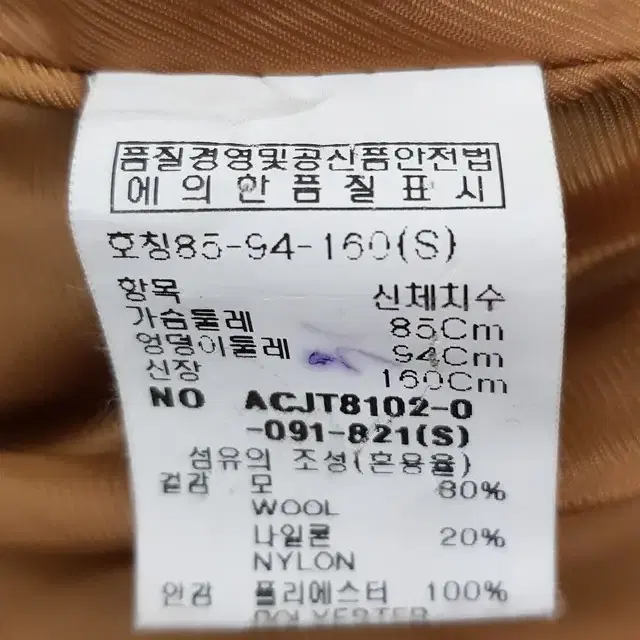 품질경영및공산품안전법
에 의 한 품 질 표 시
호칭85-94-160(S)
항목 신체치수
가슴둘레 85Cm
엉덩이둘레 94Cm
신장 160Cm
NO ACJT8102-0
-091-821(S)
섬유의 조성(혼용율)
겉감 모 80%
WOOL
나일론 20%
NYLON
안감 폴리에스터 100%
POLYESTER